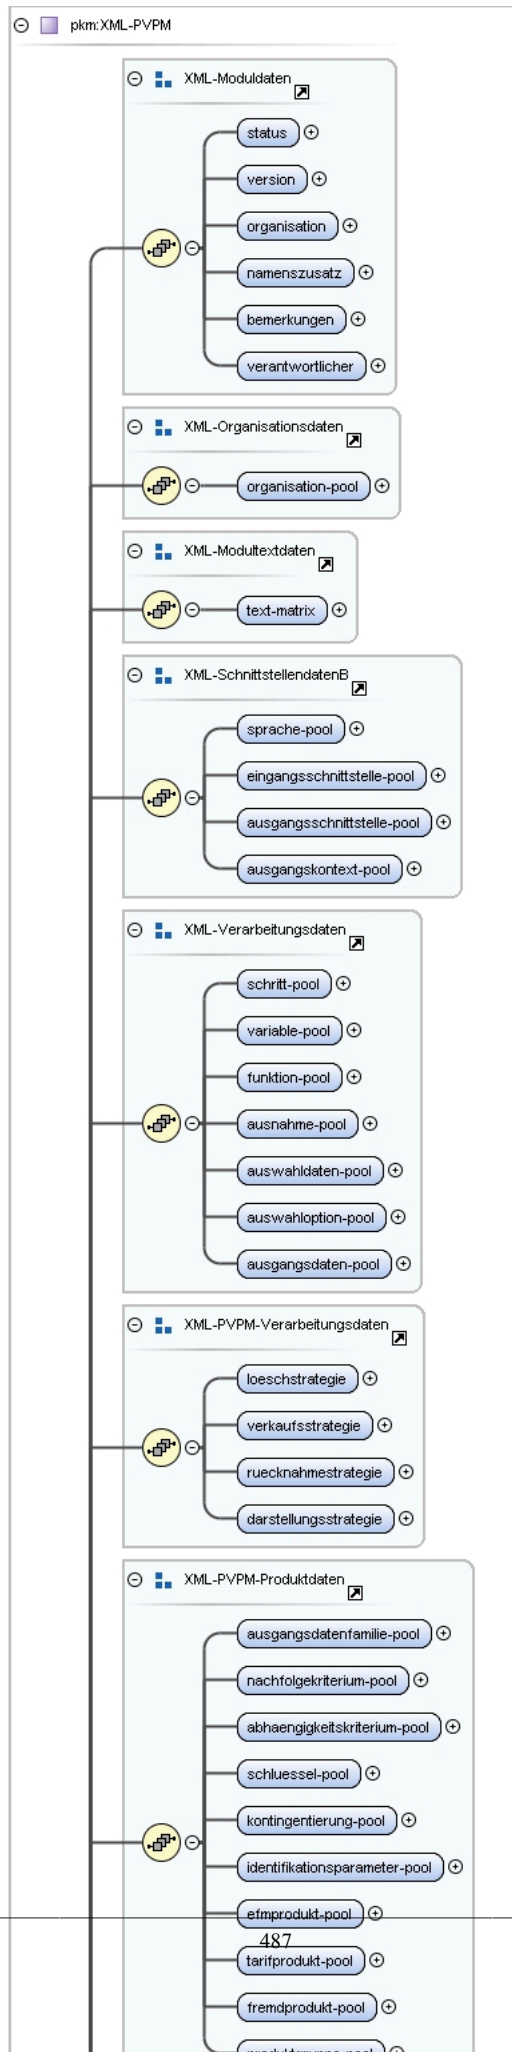 pkm:XML-PVPM
XML-Moduldaten
status
version
organisation
namenszusatz
bemerkungen
verantwortlicher
XML-Organisationsdaten
organisation-pool
XML-Modultextdaten
text-matrix
XML-SchnittstellendatenB
sprache-pool
eingangsschnittstelle-pool
ausgangsschnittstelle-pool
ausgangskontext-pool
XML-Verarbeitungsdaten
schritt-pool
variable-pool
funktion-pool
ausnahme-pool
auswahldaten-pool
auswahloption-pool
ausgangsdaten-pool
XML-PVPM-Verarbeitungsdaten
loeschstrategie
verkaufsstrategie
ruecknahmestrategie
darstellungsstrategie
XML-PVPM-Produktdaten
ausgangsdatenfamilie-pool
nachfolgekriterium-pool
abhaengigkeitskriterium-pool
schluessel-pool
kontingentierung-pool
identifikationsparameter-pool
efmprodukt-pool
487
tarifprodukt-pool
fremdprodukt-pool